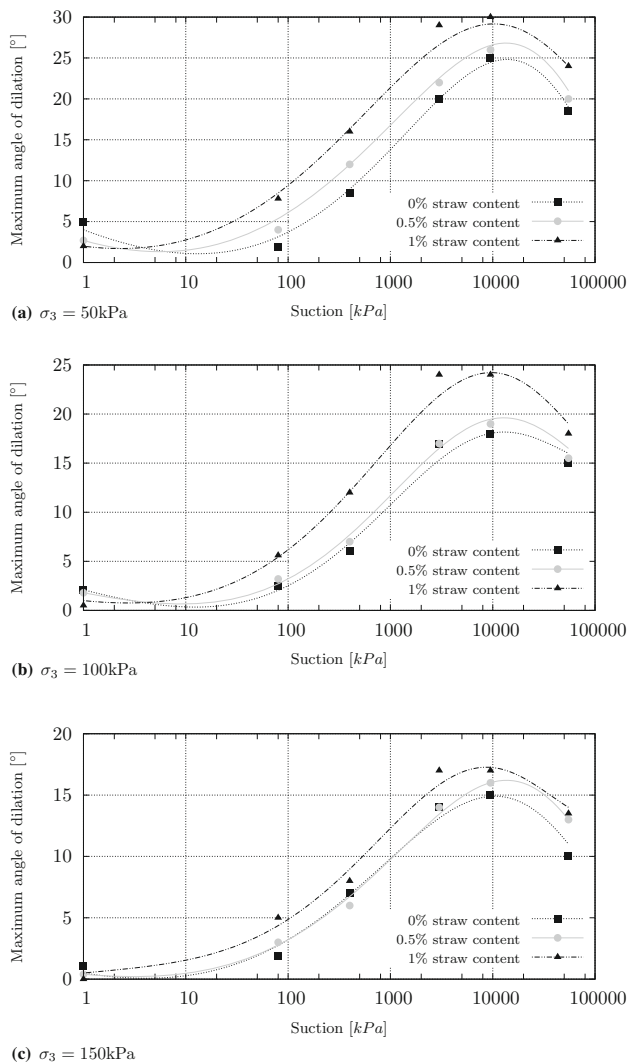 30
25
20
15
10
5
0
1 10 100 1000 10000 100000
Maximum angle of dilation [°]
Suction [kPa]
0% straw content
0.5% straw content
1% straw content
(a) σ₃ = 50kPa
25
20
15
10
5
0
1 10 100 1000 10000 100000
Maximum angle of dilation [°]
Suction [kPa]
0% straw content
0.5% straw content
1% straw content
(b) σ₃ = 100kPa
20
15
10
5
0
1 10 100 1000 10000 100000
Maximum angle of dilation [°]
Suction [kPa]
0% straw content
0.5% straw content
1% straw content
(c) σ₃ = 150kPa